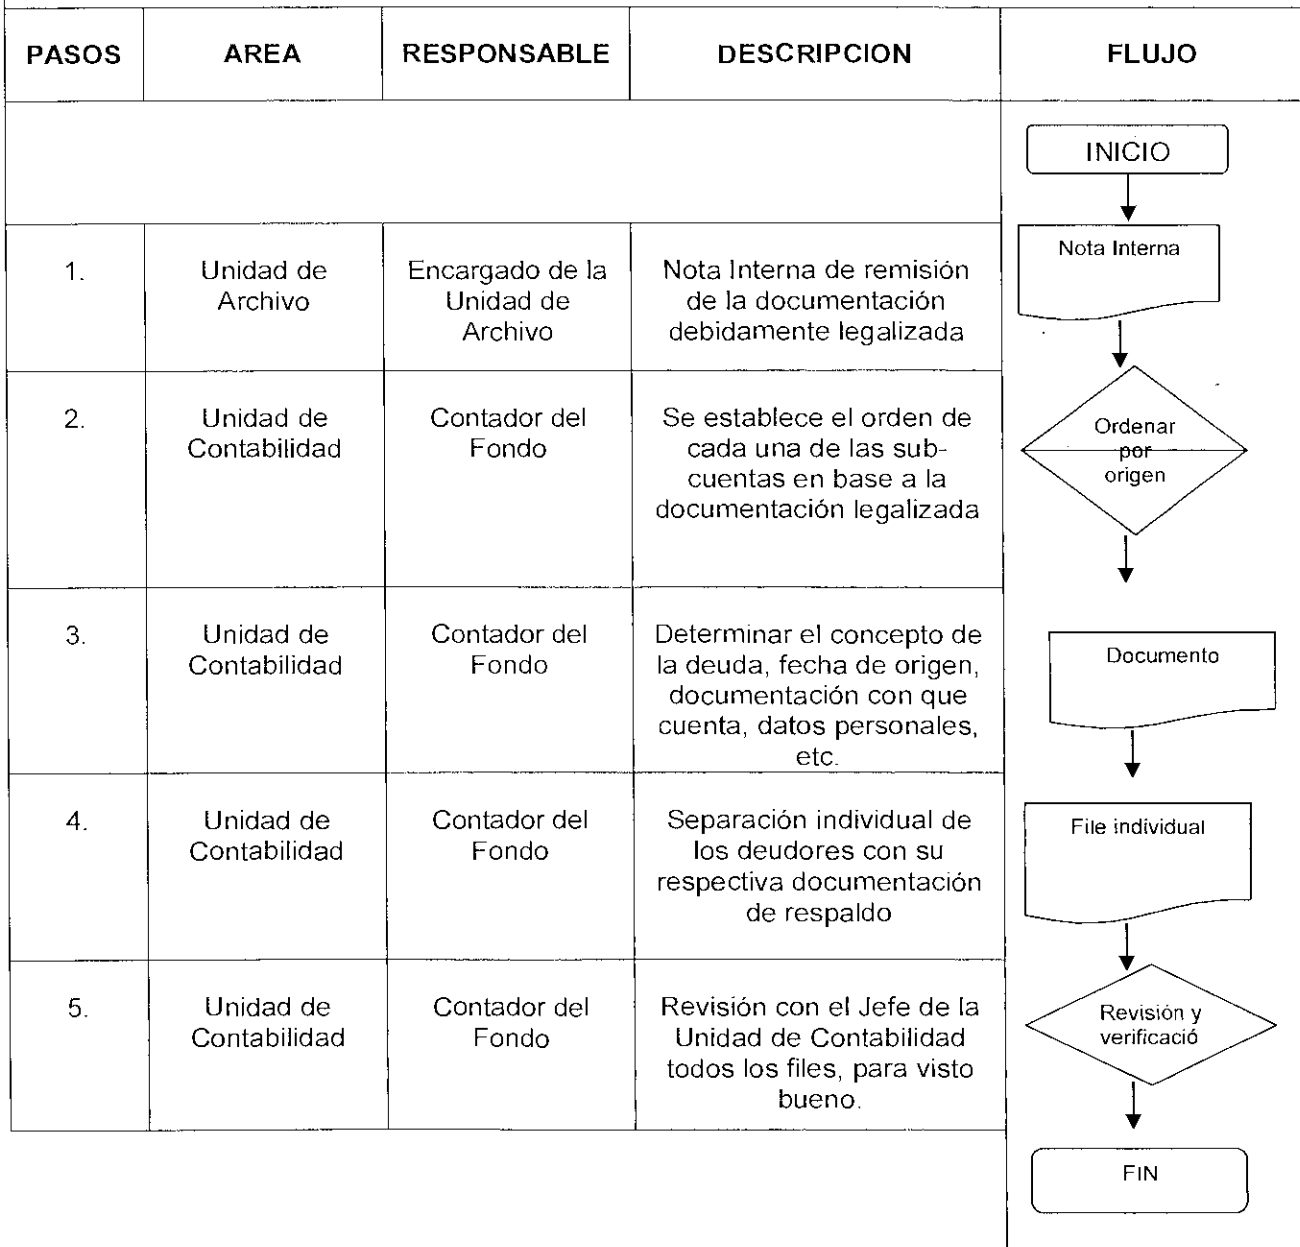 PASOS AREA RESPONSABLE DESCRIPCION FLUJO
INICIO
1. Unidad de Encargado de la Nota Interna de remisión Nota Interna
Archivo Unidad de de la documentación
Archivo debidamente legalizada
2. Unidad de Contador del Se establece el orden de Ordenar
Contabilidad Fondo cada una de las sub- por
cuentas en base a la origen
documentación legalizada
3. Unidad de Contador del Determinar el concepto de Documento
Contabilidad Fondo la deuda, fecha de origen,
documentación con que
cuenta, datos personales,
etc.
4. Unidad de Contador del Separación individual de File individual
Contabilidad Fondo los deudores con su
respectiva documentación
de respaldo
5. Unidad de Contador del Revisión con el Jefe de la Revisión y
Contabilidad Fondo Unidad de Contabilidad verificació
todos los files, para visto
bueno.
FIN